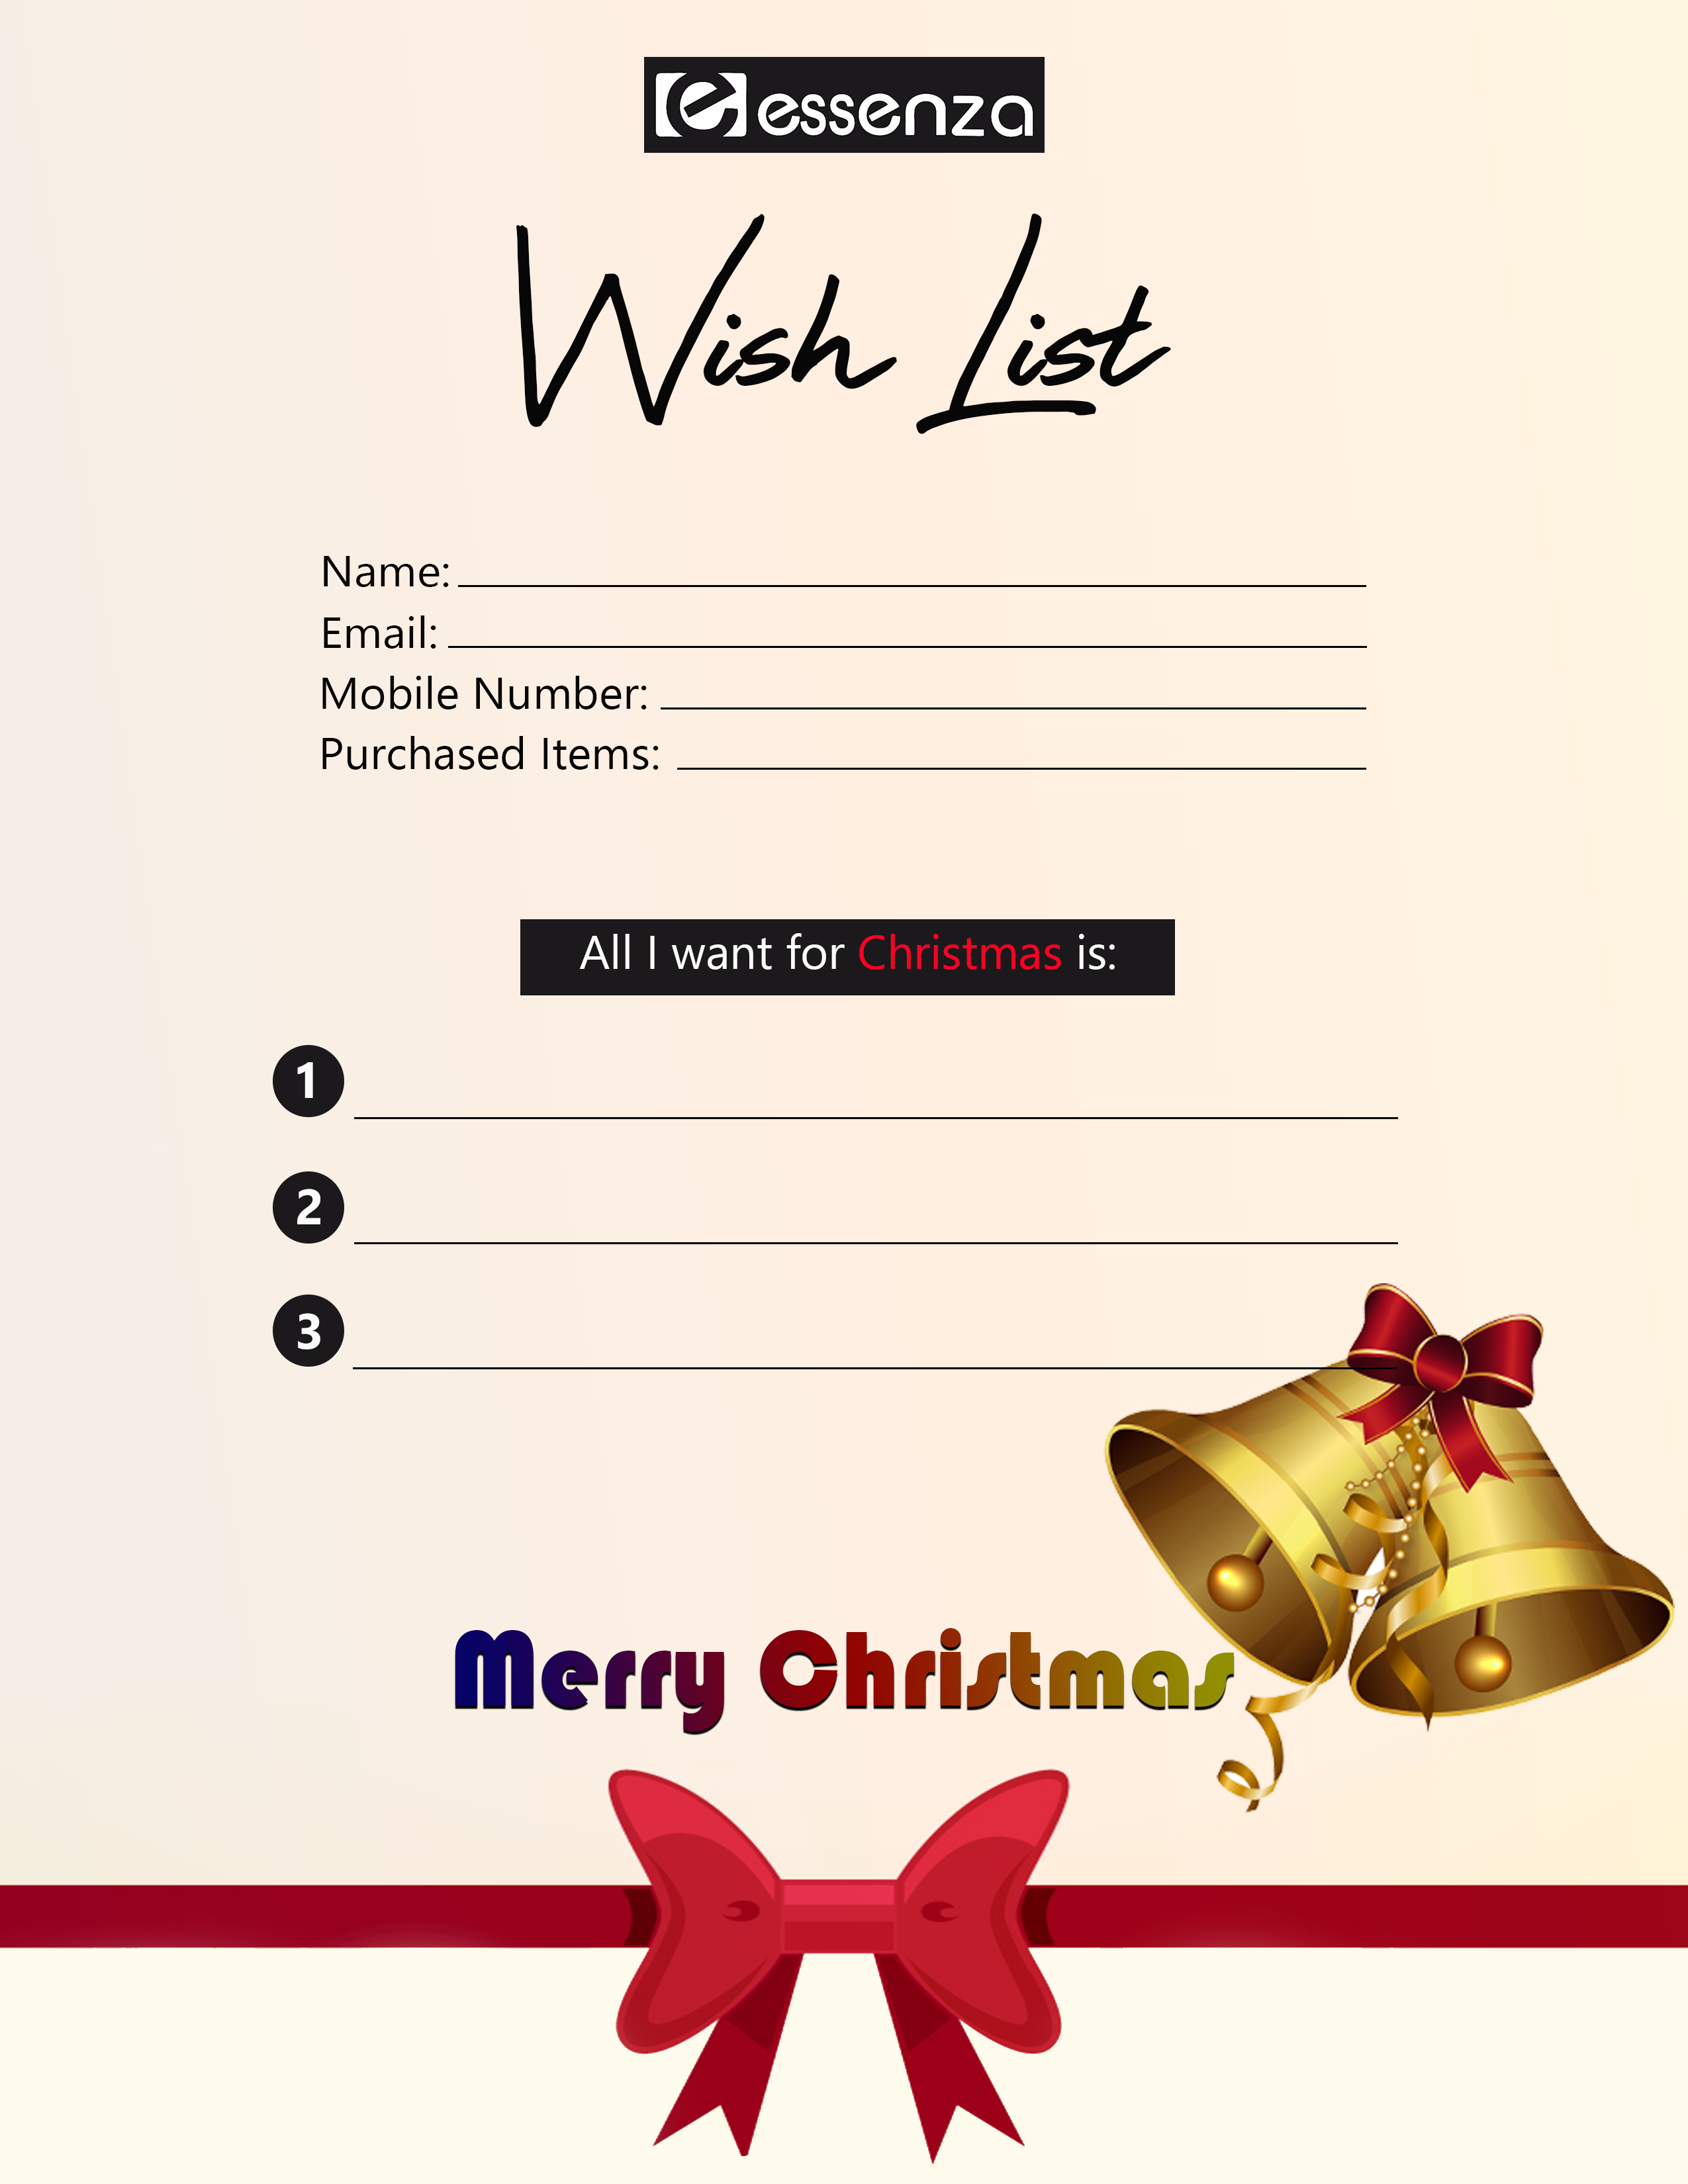 e essenza
Wish List
Name:
Email:
Mobile Number:
Purchased Items:
All I want for Christmas is:
1
2
3
Merry Christmas